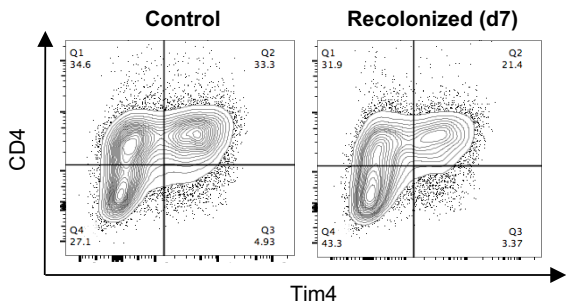 Control
Recolonized (d7)
Q1
34.6
Q2
33.3
Q1
31.9
Q2
21.4
CD4
Q4
27.1
Q3
4.93
Q4
43.3
Q3
3.37
Tim4